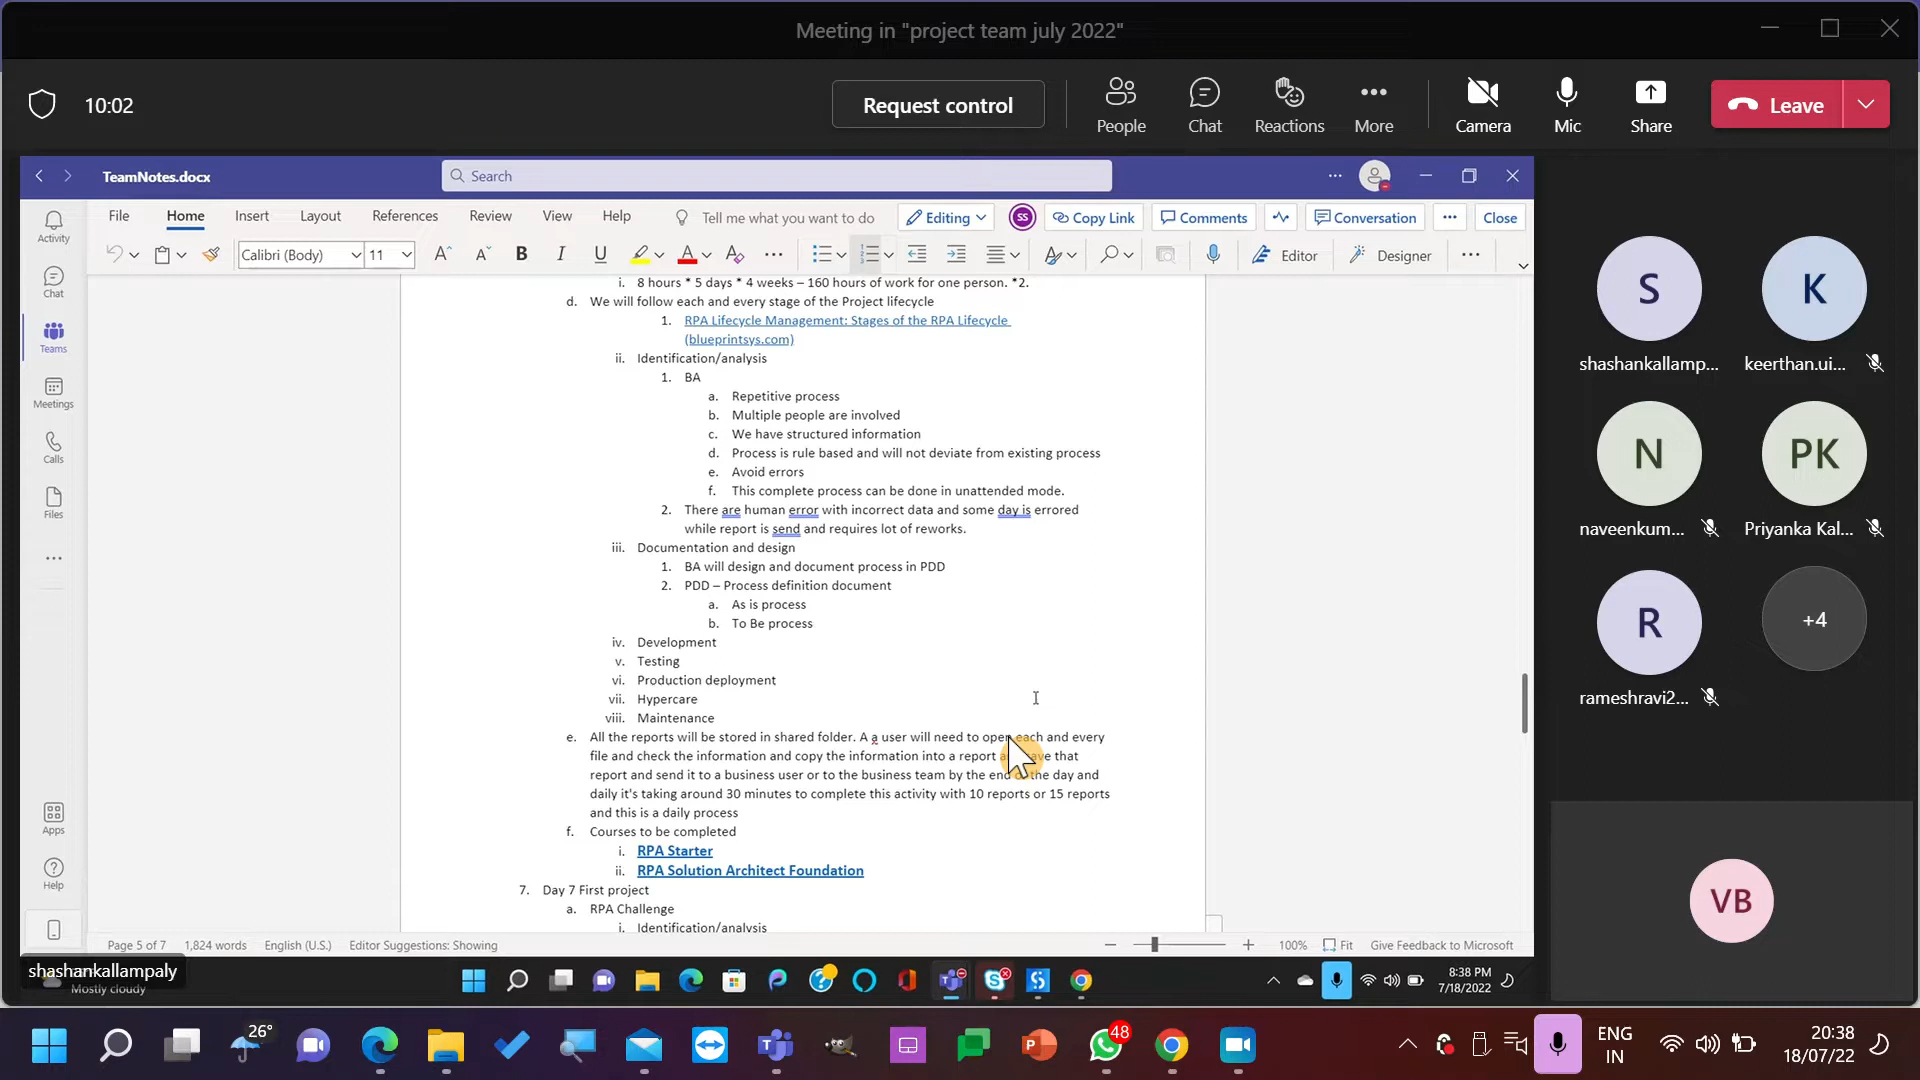 Meeting in "project team july 2022"
10:02
Request control
People
Chat
Reactions
More
Camera
Mic
Share
Leave
TeamNotes.docx
Search
File
Home
Insert
Layout
References
Review
View
Help
Tell me what you want to do
Editing
SS
Copy Link
Comments
Conversation
Close
Calibri (Body)
11
B
I
U
A
Editor
Designer
Activity
Chat
Teams
Meetings
Calls
Files
Apps
Help
i. 8 hours * 5 days * 4 weeks – 160 hours of work for one person. *2.
d. We will follow each and every stage of the Project lifecycle
1. RPA Lifecycle Management: Stages of the RPA Lifecycle
(blueprintsys.com)
ii. Identification/analysis
1. BA
a. Repetitive process
b. Multiple people are involved
c. We have structured information
d. Process is rule based and will not deviate from existing process
e. Avoid errors
f. This complete process can be done in unattended mode.
2. There are human error with incorrect data and some day is errored
while report is send and requires lot of reworks.
iii. Documentation and design
1. BA will design and document process in PDD
2. PDD – Process definition document
a. As is process
b. To Be process
iv. Development
v. Testing
vi. Production deployment
vii. Hypercare
viii. Maintenance
e. All the reports will be stored in shared folder. A a user will need to open each and every
file and check the information and copy the information into a report a ave that
report and send it to a business user or to the business team by the end o the day and
daily it's taking around 30 minutes to complete this activity with 10 reports or 15 reports
and this is a daily process
f. Courses to be completed
i. RPA Starter
ii. RPA Solution Architect Foundation
7. Day 7 First project
a. RPA Challenge
i. Identification/analysis
Page 5 of 7
1,824 words
English (U.S.)
Editor Suggestions: Showing
100%
Fit
Give Feedback to Microsoft
shashankallampaly
Mostly cloudy
8:38 PM
7/18/2022
S
shashankallamp...
K
keerthan.ui...
N
naveenkum...
PK
Priyanka Kal...
R
rameshravi2...
+4
VB
26°
48
ENG
IN
20:38
18/07/22